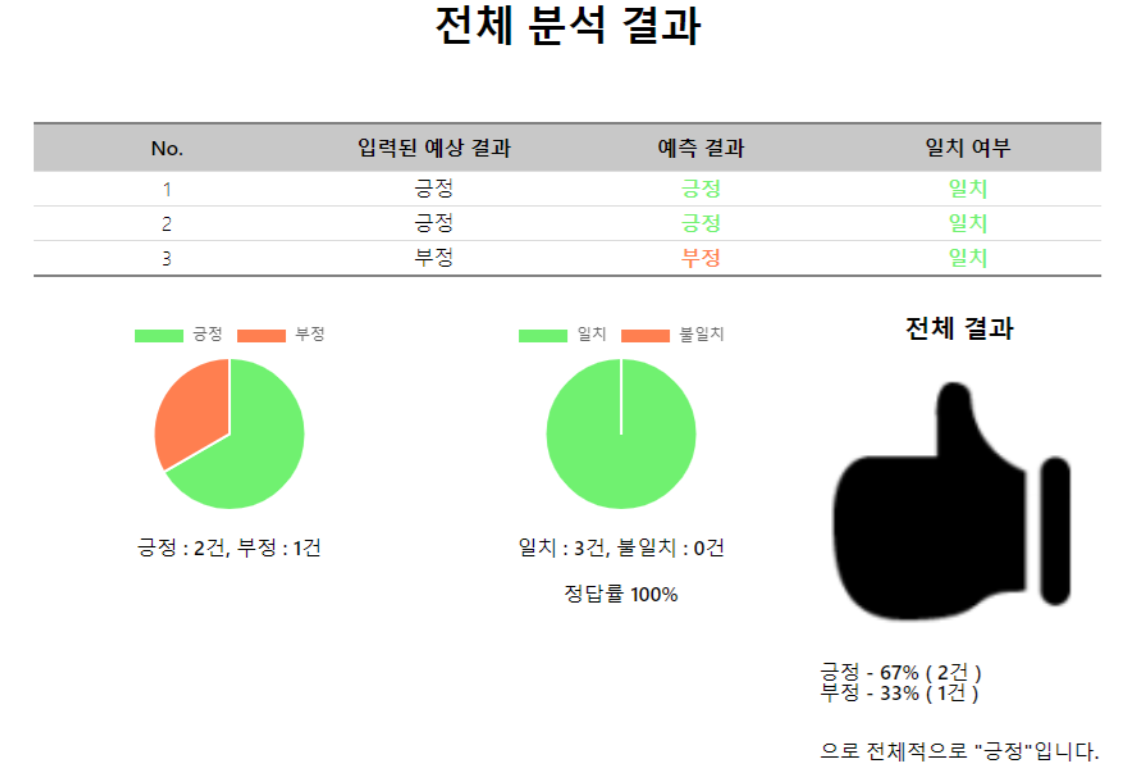 전체 분석 결과
No. 입력된 예상 결과 예측 결과 일치 여부
1 긍정 긍정 일치
2 긍정 긍정 일치
3 부정 부정 일치
긍정 부정
일치 불일치
전체 결과
긍정 : 2건, 부정 : 1건
일치 : 3건, 불일치 : 0건
정답률 100%
긍정 - 67% ( 2건 )
부정 - 33% ( 1건 )
으로 전체적으로 "긍정"입니다.